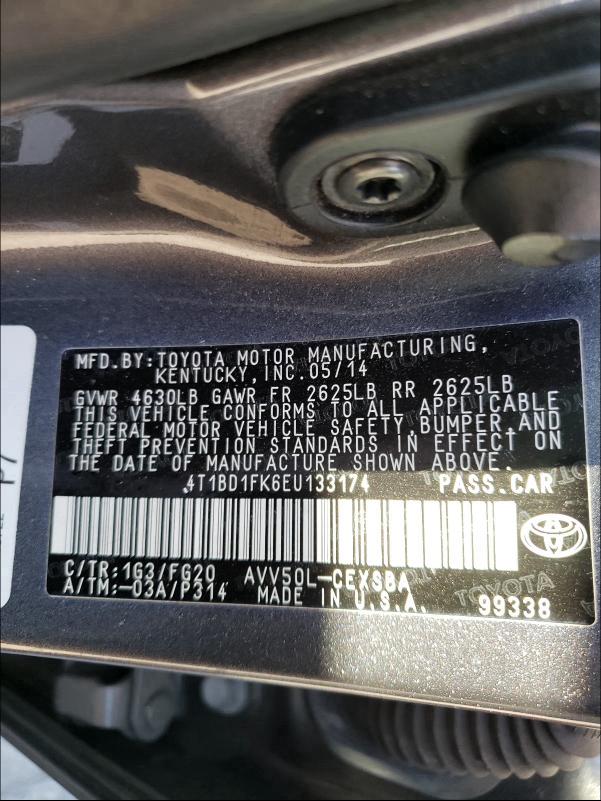 MFD.BY:TOYOTA MOTOR MANUFACTURING,
KENTUCKY,INC.05/14
GVWR 4630LB GAWR FR 2625LB RR 2625LB
THIS VEHICLE CONFORMS TO ALL APPLICABLE
FEDERAL MOTOR VEHICLE SAFETY,BUMPER,AND
THEFT PREVENTION STANDARDS IN EFFECT ON
THE DATE OF MANUFACTURE SHOWN ABOVE.
4T1BD1FK6EU133174 PASS.CAR
C/TR:1G3/FG20 AVV50L-CEXSBA
A/TM:-03A/P314 MADE IN U.S.A. 99338
TOYOTA
P7